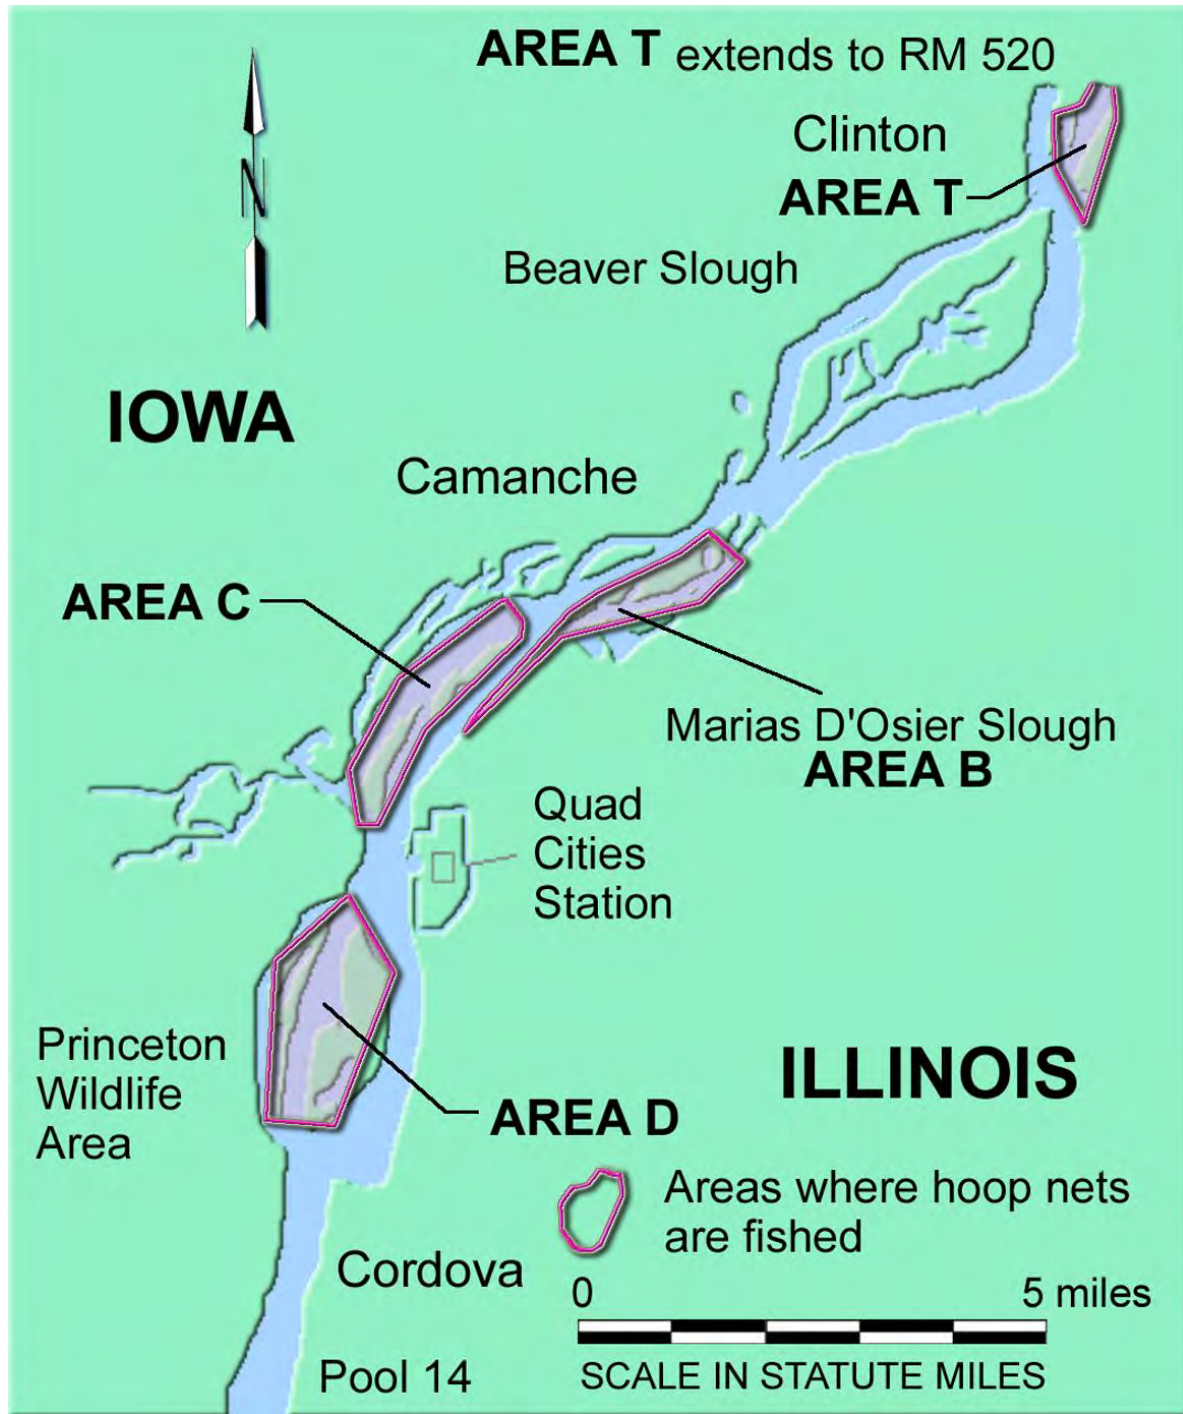 AREA T extends to RM 520
Clinton
AREA T
Beaver Slough
N
IOWA
Camanche
AREA C
Marias D'Osier Slough
AREA B
Quad
Cities
Station
Princeton
Wildlife
Area
ILLINOIS
AREA D
Areas where hoop nets
are fished
Cordova
0 5 miles
SCALE IN STATUTE MILES
Pool 14